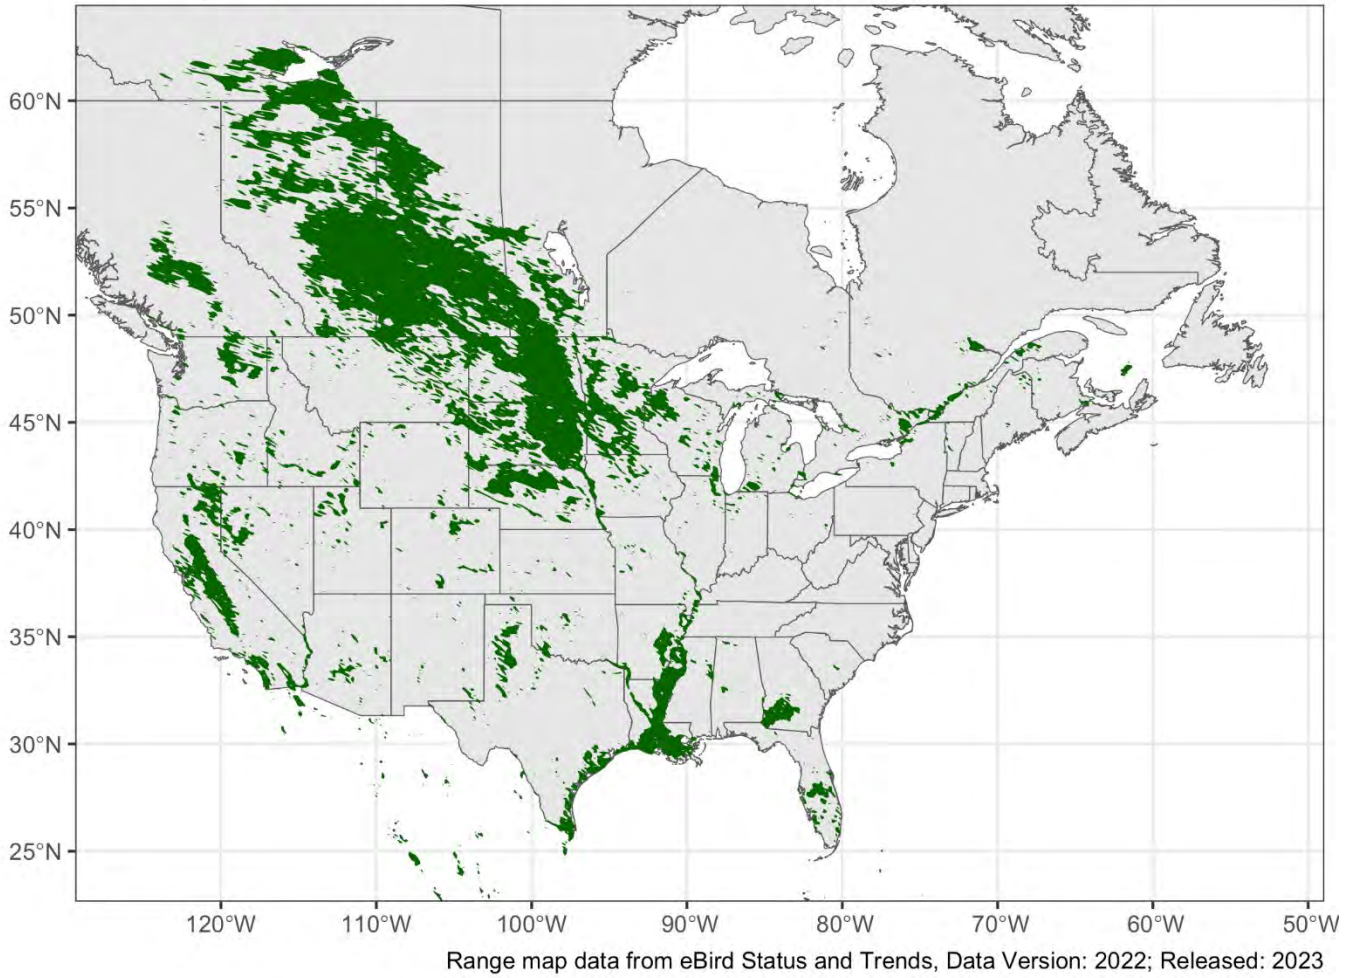 60°N
55°N
50°N
45°N
40°N
35°N
30°N
25°N
120°W 110°W 100°W 90°W 80°W 70°W 60°W 50°W
Range map data from eBird Status and Trends, Data Version: 2022; Released: 2023